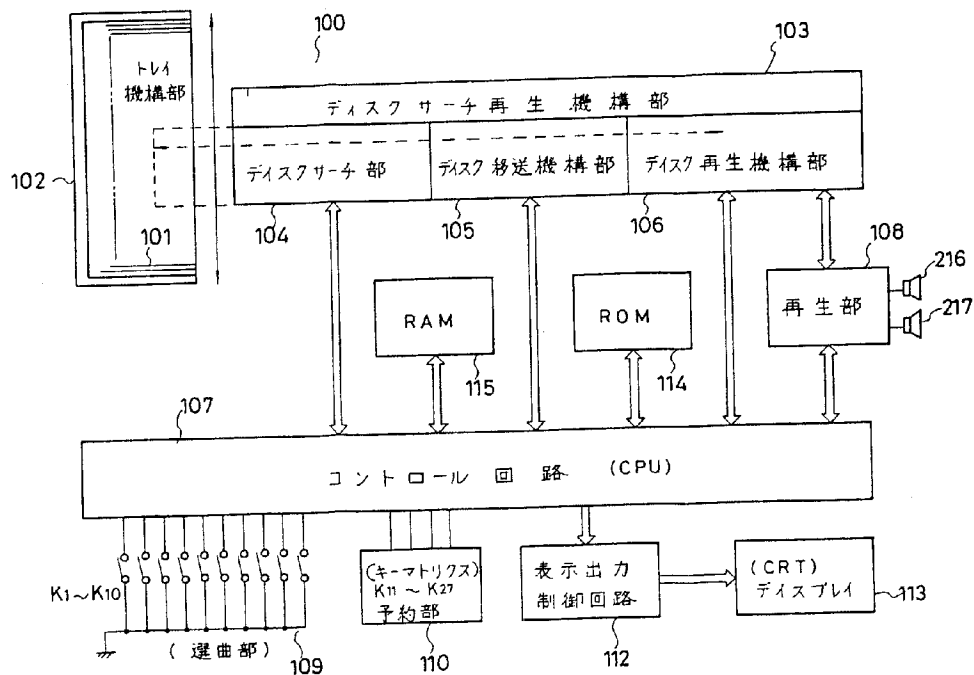 100
103
トレイ
機構部
102
101
ディスクサーチ再生機構部
ディスクサーチ部
ディスク移送機構部
ディスク再生機構部
104
105
106
108
216
217
RAM
ROM
再生部
115
114
107
コントロール回路 (CPU)
K1～K10
(選曲部)
109
(キーマトリクス)
K11～K27
予約部
110
表示出力
制御回路
112
(CRT)
ディスプレイ
113